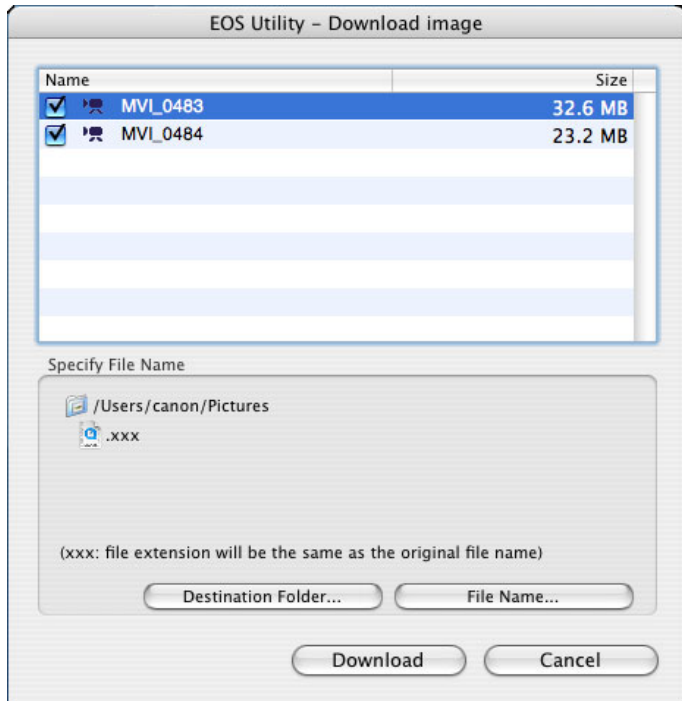 EOS Utility – Download image
Name Size
MVI_0483 32.6 MB
MVI_0484 23.2 MB
Specify File Name
/Users/canon/Pictures
.xxx
(xxx: file extension will be the same as the original file name)
Destination Folder... File Name...
Download Cancel